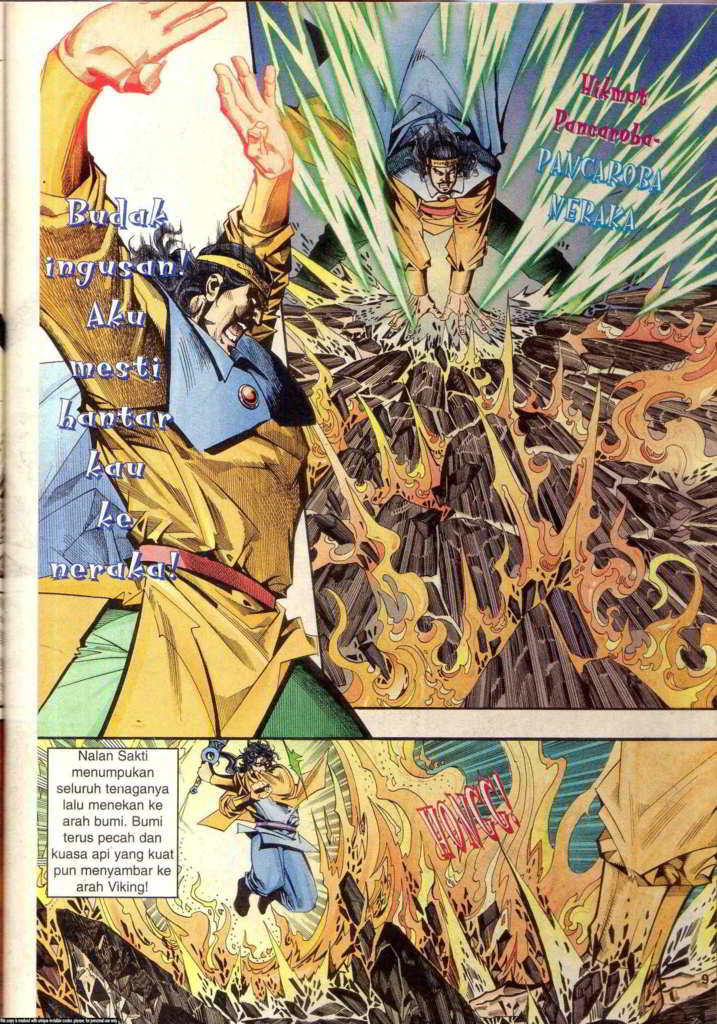 Budak
ingusan!
Aku
mesti
hantar
kau
ke
neraka!
Hikmat
Pancaroba-
PANCAROBA
NERAKA
Nalan Sakti
menumpukan
seluruh tenaganya
lalu menekan ke
arah bumi. Bumi
terus pecah dan
kuasa api yang kuat
pun menyambar ke
arah Viking!
HONGG!
9